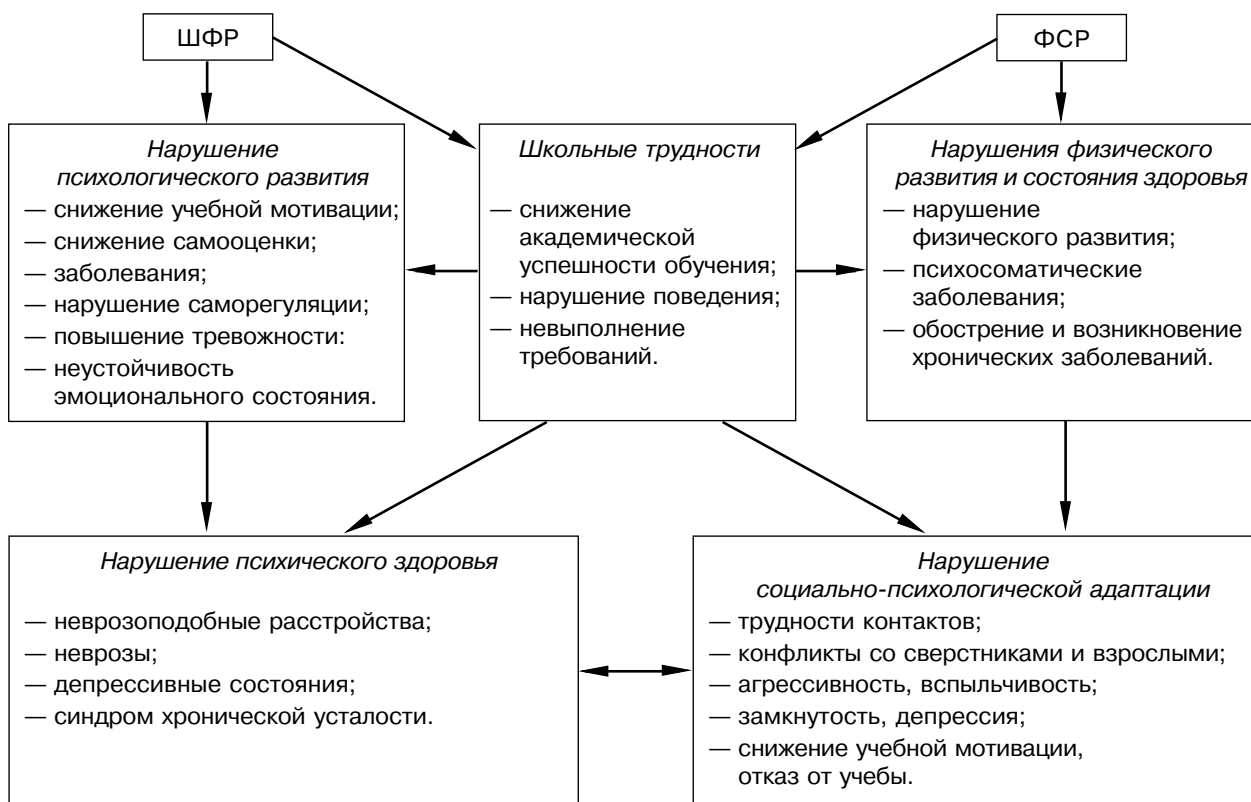 ШФР
ФСР
Нарушение
психологического развития
— снижение учебной мотивации;
— снижение самооценки;
— заболевания;
— нарушение саморегуляции;
— повышение тревожности:
— неустойчивость
эмоционального состояния.
Школьные трудности
— снижение
академической
успешности обучения;
— нарушение поведения;
— невыполнение
требований.
Нарушения физического
развития и состояния здоровья
— нарушение
физического развития;
— психосоматические
заболевания;
— обострение и возникновение
хронических заболеваний.
Нарушение психического здоровья
— неврозоподобные расстройства;
— неврозы;
— депрессивные состояния;
— синдром хронической усталости.
Нарушение
социально-психологической адаптации
— трудности контактов;
— конфликты со сверстниками и взрослыми;
— агрессивность, вспыльчивость;
— замкнутость, депрессия;
— снижение учебной мотивации,
отказ от учебы.